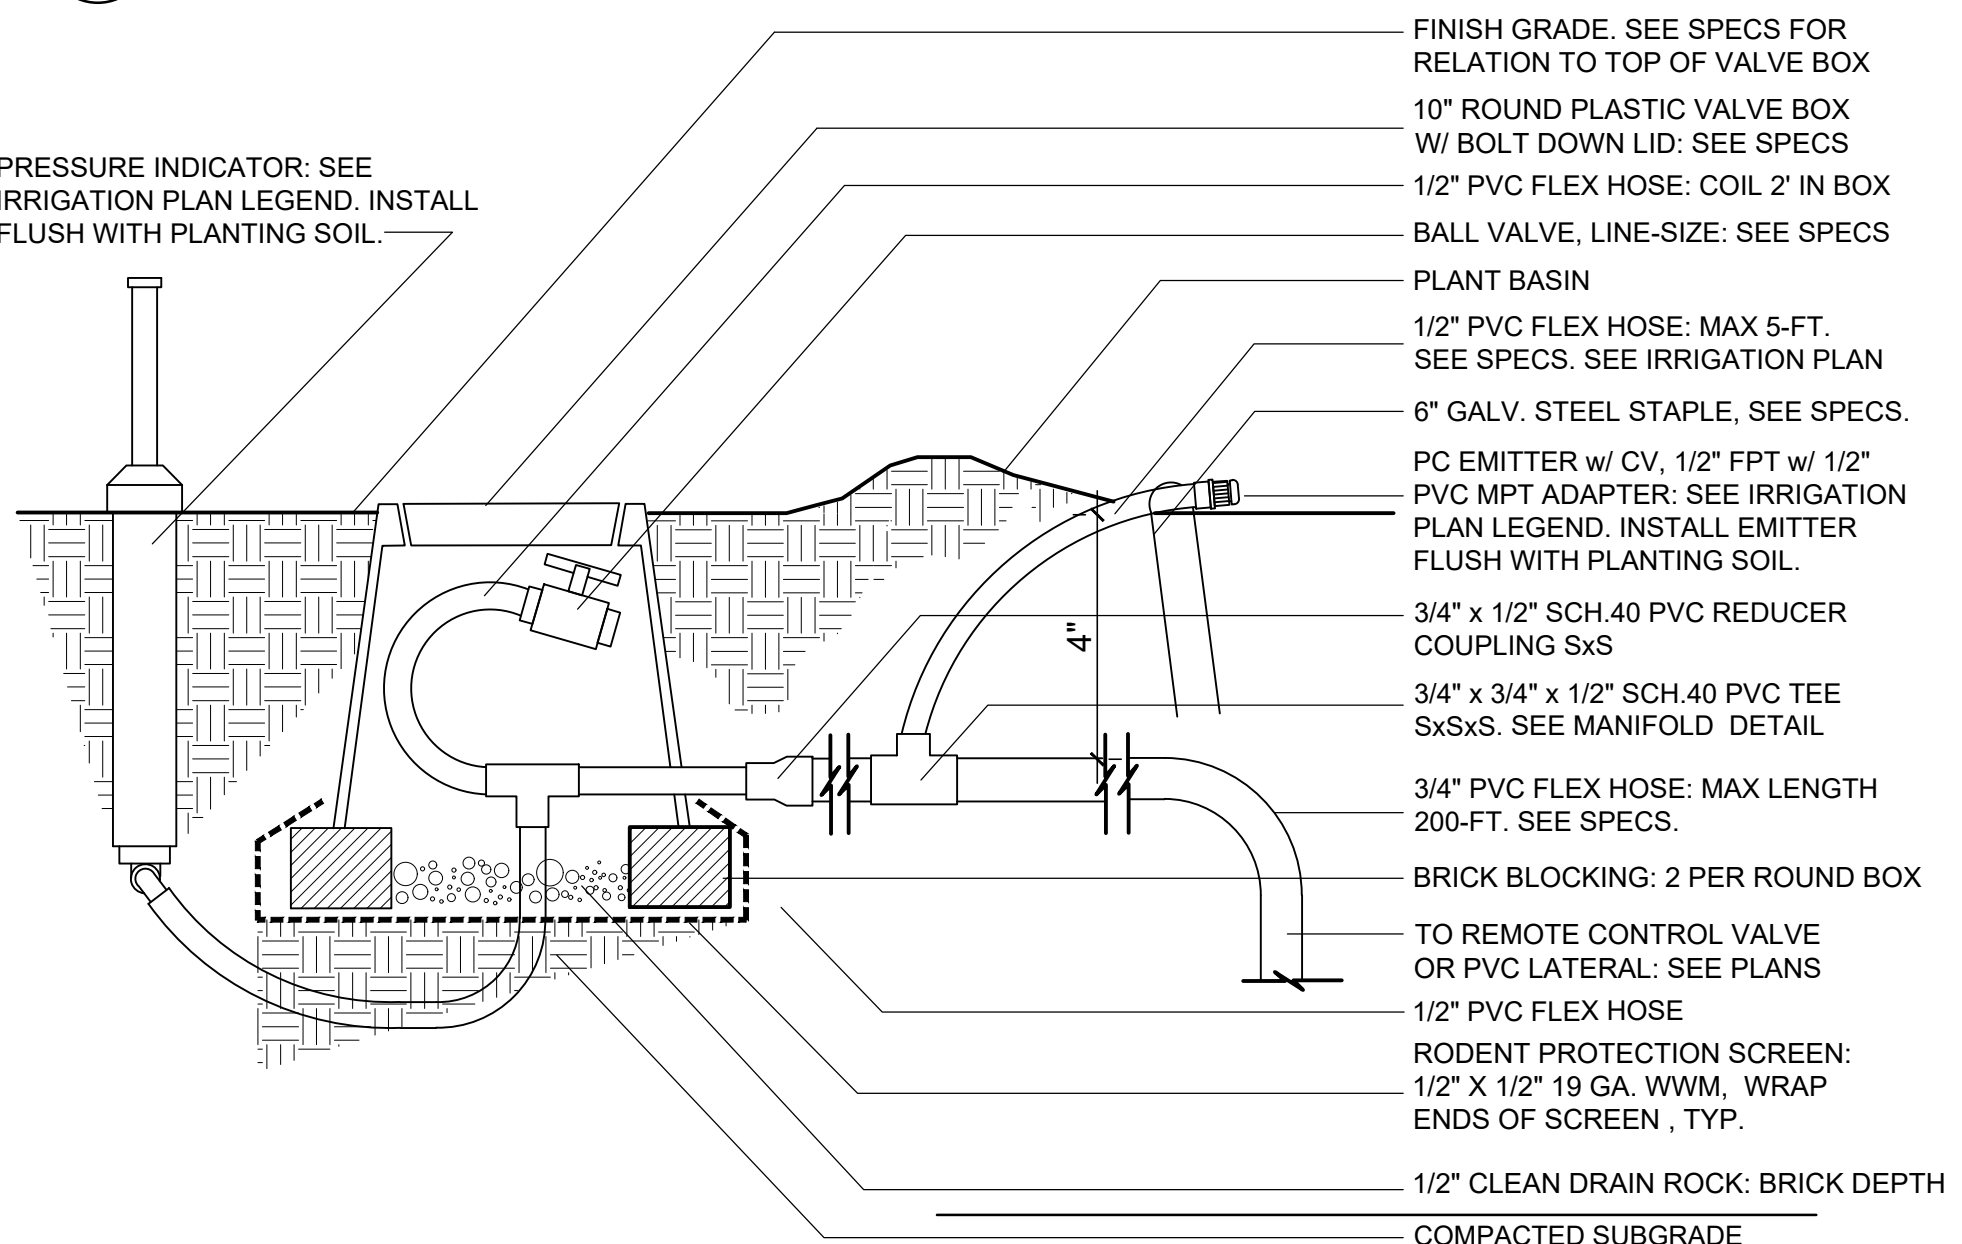 FINISH GRADE. SEE SPECS FOR
RELATION TO TOP OF VALVE BOX
10" ROUND PLASTIC VALVE BOX
W/ BOLT DOWN LID: SEE SPECS
PRESSURE INDICATOR: SEE
IRRIGATION PLAN LEGEND. INSTALL
FLUSH WITH PLANTING SOIL.
1/2" PVC FLEX HOSE: COIL 2' IN BOX
BALL VALVE, LINE-SIZE: SEE SPECS
PLANT BASIN
1/2" PVC FLEX HOSE: MAX 5-FT.
SEE SPECS. SEE IRRIGATION PLAN
6" GALV. STEEL STAPLE, SEE SPECS.
PC EMITTER w/ CV, 1/2" FPT w/ 1/2"
PVC MPT ADAPTER: SEE IRRIGATION
PLAN LEGEND. INSTALL EMITTER
FLUSH WITH PLANTING SOIL.
3/4" x 1/2" SCH.40 PVC REDUCER
COUPLING SxS
4"
3/4" x 3/4" x 1/2" SCH.40 PVC TEE
SxSxS. SEE MANIFOLD DETAIL
3/4" PVC FLEX HOSE: MAX LENGTH
200-FT. SEE SPECS.
BRICK BLOCKING: 2 PER ROUND BOX
TO REMOTE CONTROL VALVE
OR PVC LATERAL: SEE PLANS
1/2" PVC FLEX HOSE
RODENT PROTECTION SCREEN:
1/2" X 1/2" 19 GA. WWM, WRAP
ENDS OF SCREEN , TYP.
1/2" CLEAN DRAIN ROCK: BRICK DEPTH
COMPACTED SUBGRADE